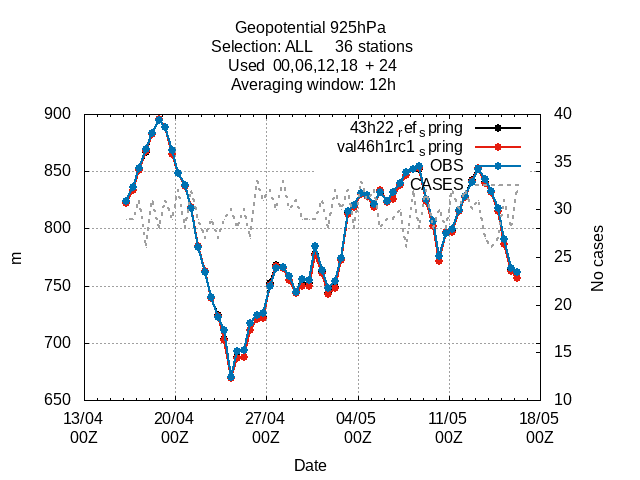 Geopotential 925hPa
Selection: ALL 36 stations
Used 00,06,12,18 + 24
Averaging window: 12h
43h22 ref spring
val46h1rc1 spring
OBS
CASES
900
850
800
750
700
650
40
35
30
25
20
15
10
m
No cases
13/04 20/04 27/04 04/05 11/05 18/05
00Z 00Z 00Z 00Z 00Z 00Z
Date